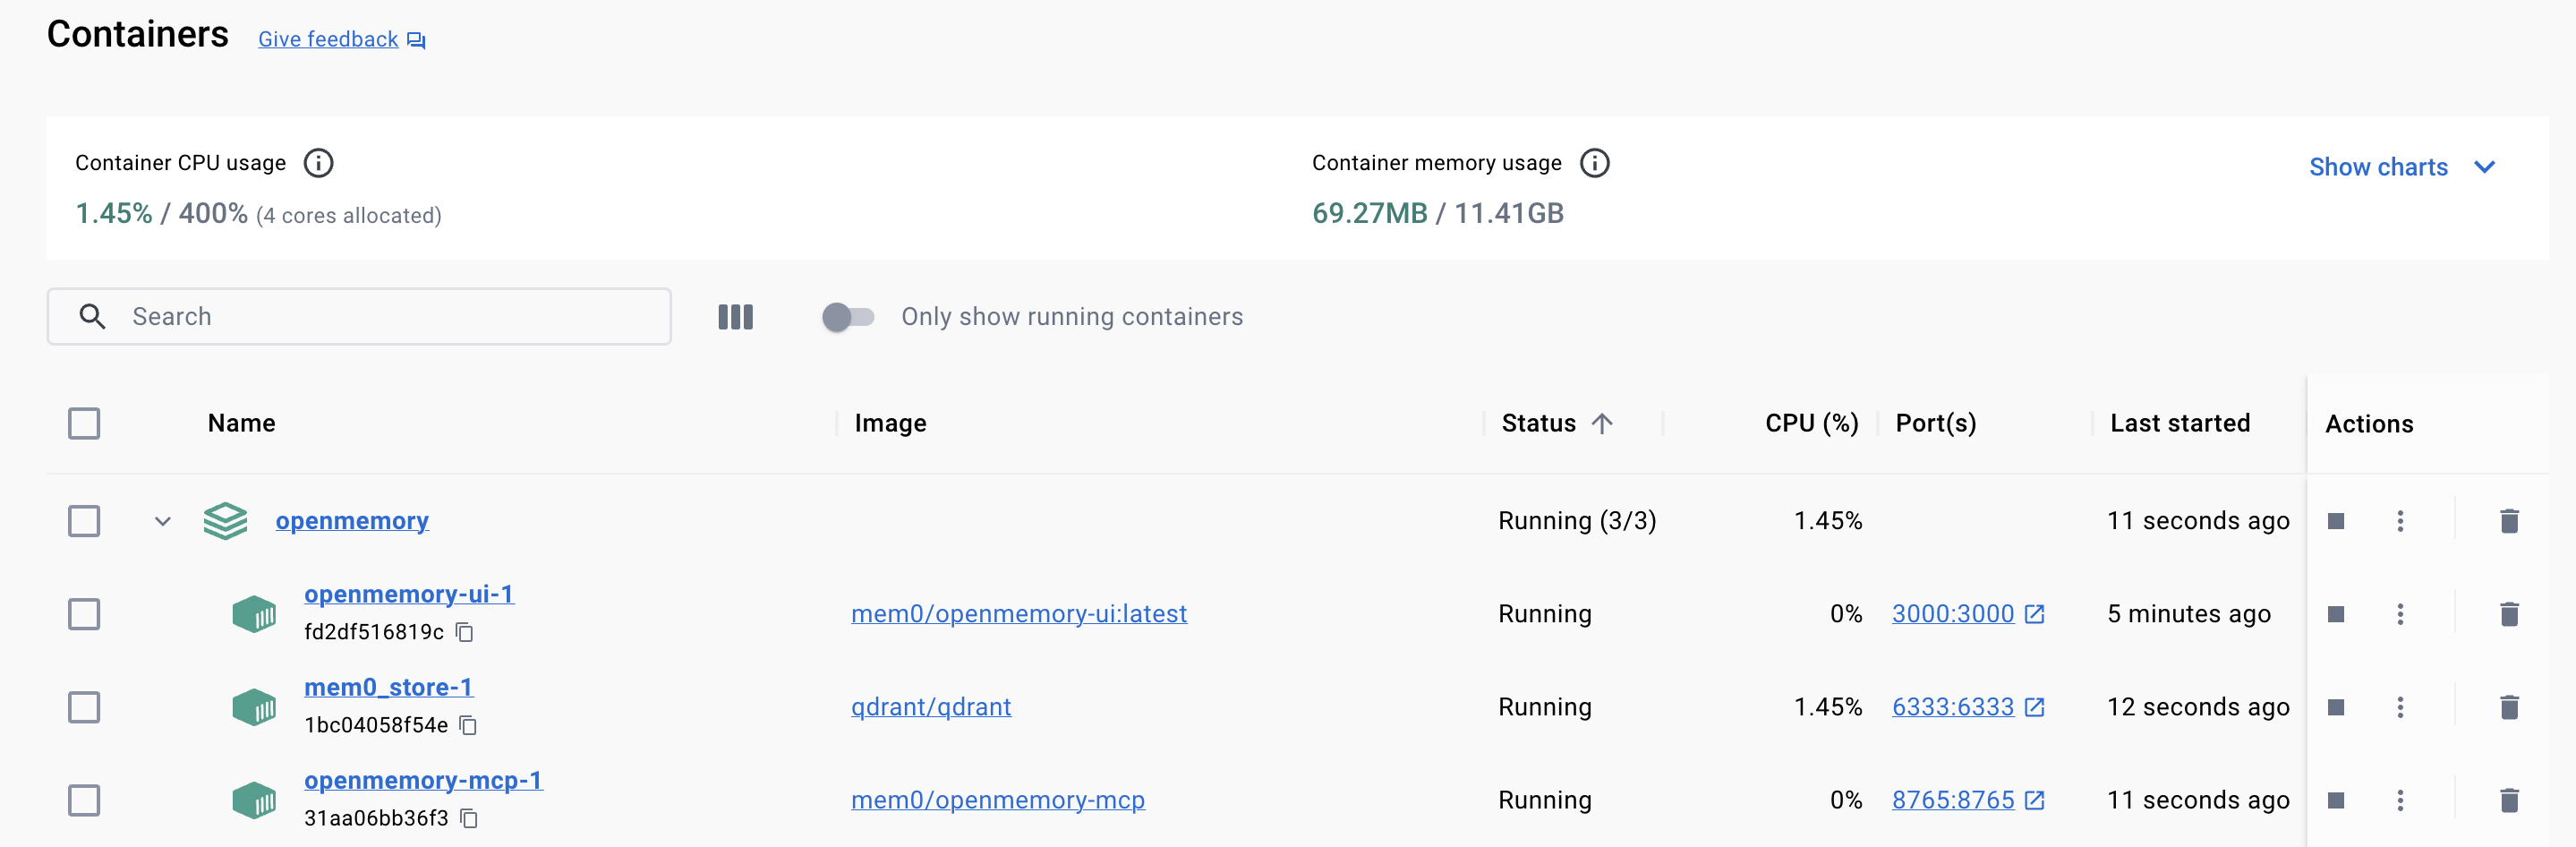 Containers Give feedback
Container CPU usage
1.45% / 400% (4 cores allocated)
Container memory usage
69.27MB / 11.41GB
Show charts
Search
Only show running containers
Name Image Status CPU (%) Port(s) Last started Actions
openmemory Running (3/3) 1.45% 11 seconds ago
openmemory-ui-1
fd2df516819c
mem0/openmemory-ui:latest Running 0% 3000:3000 5 minutes ago
mem0_store-1
1bc04058f54e
qdrant/qdrant Running 1.45% 6333:6333 12 seconds ago
openmemory-mcp-1
31aa06bb36f3
mem0/openmemory-mcp Running 0% 8765:8765 11 seconds ago